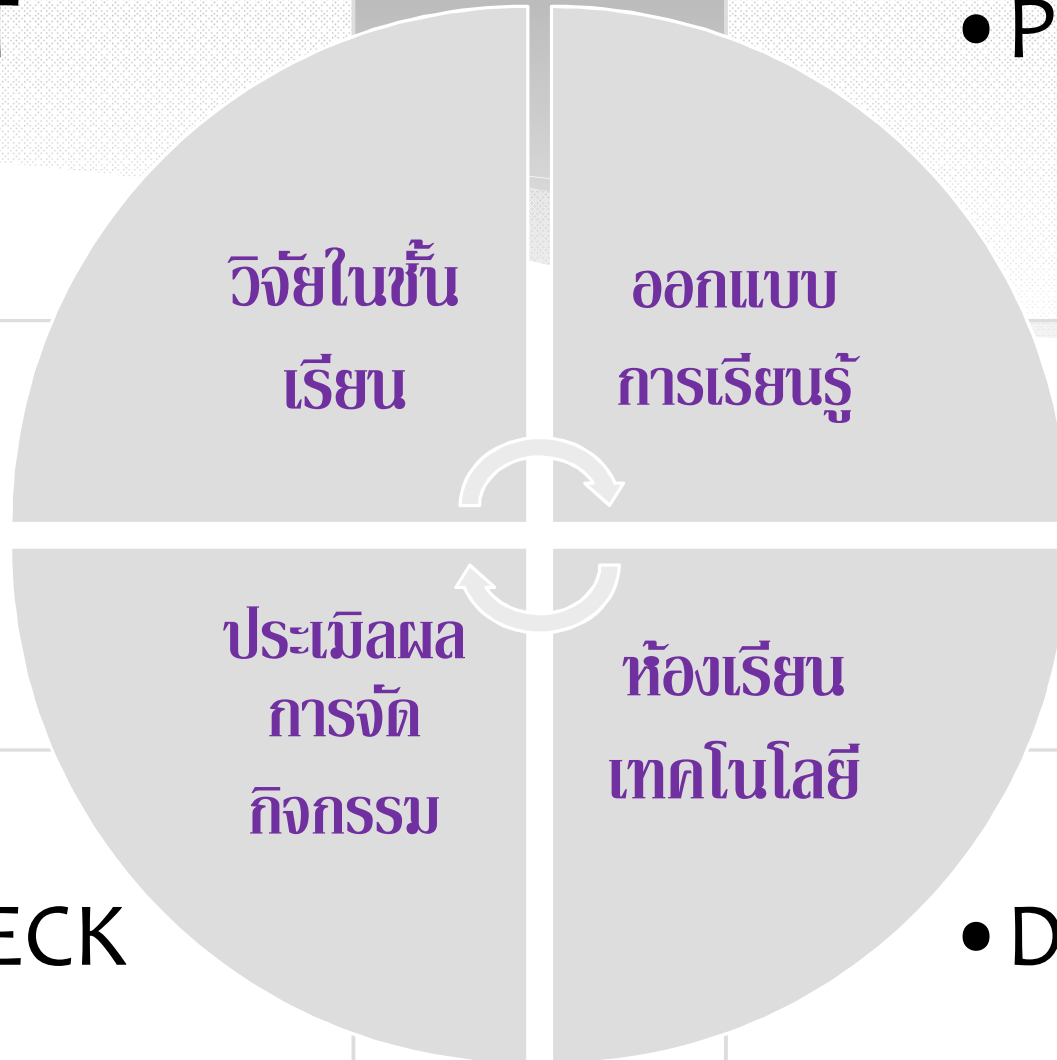 • P
วิจัยในชั้น
เรียน
ออกแบบ
การเรียนรู้
ประเมิลผล
การจัด
กิจกรรม
ห้องเรียน
เทคโนโลยี
ECK
• D